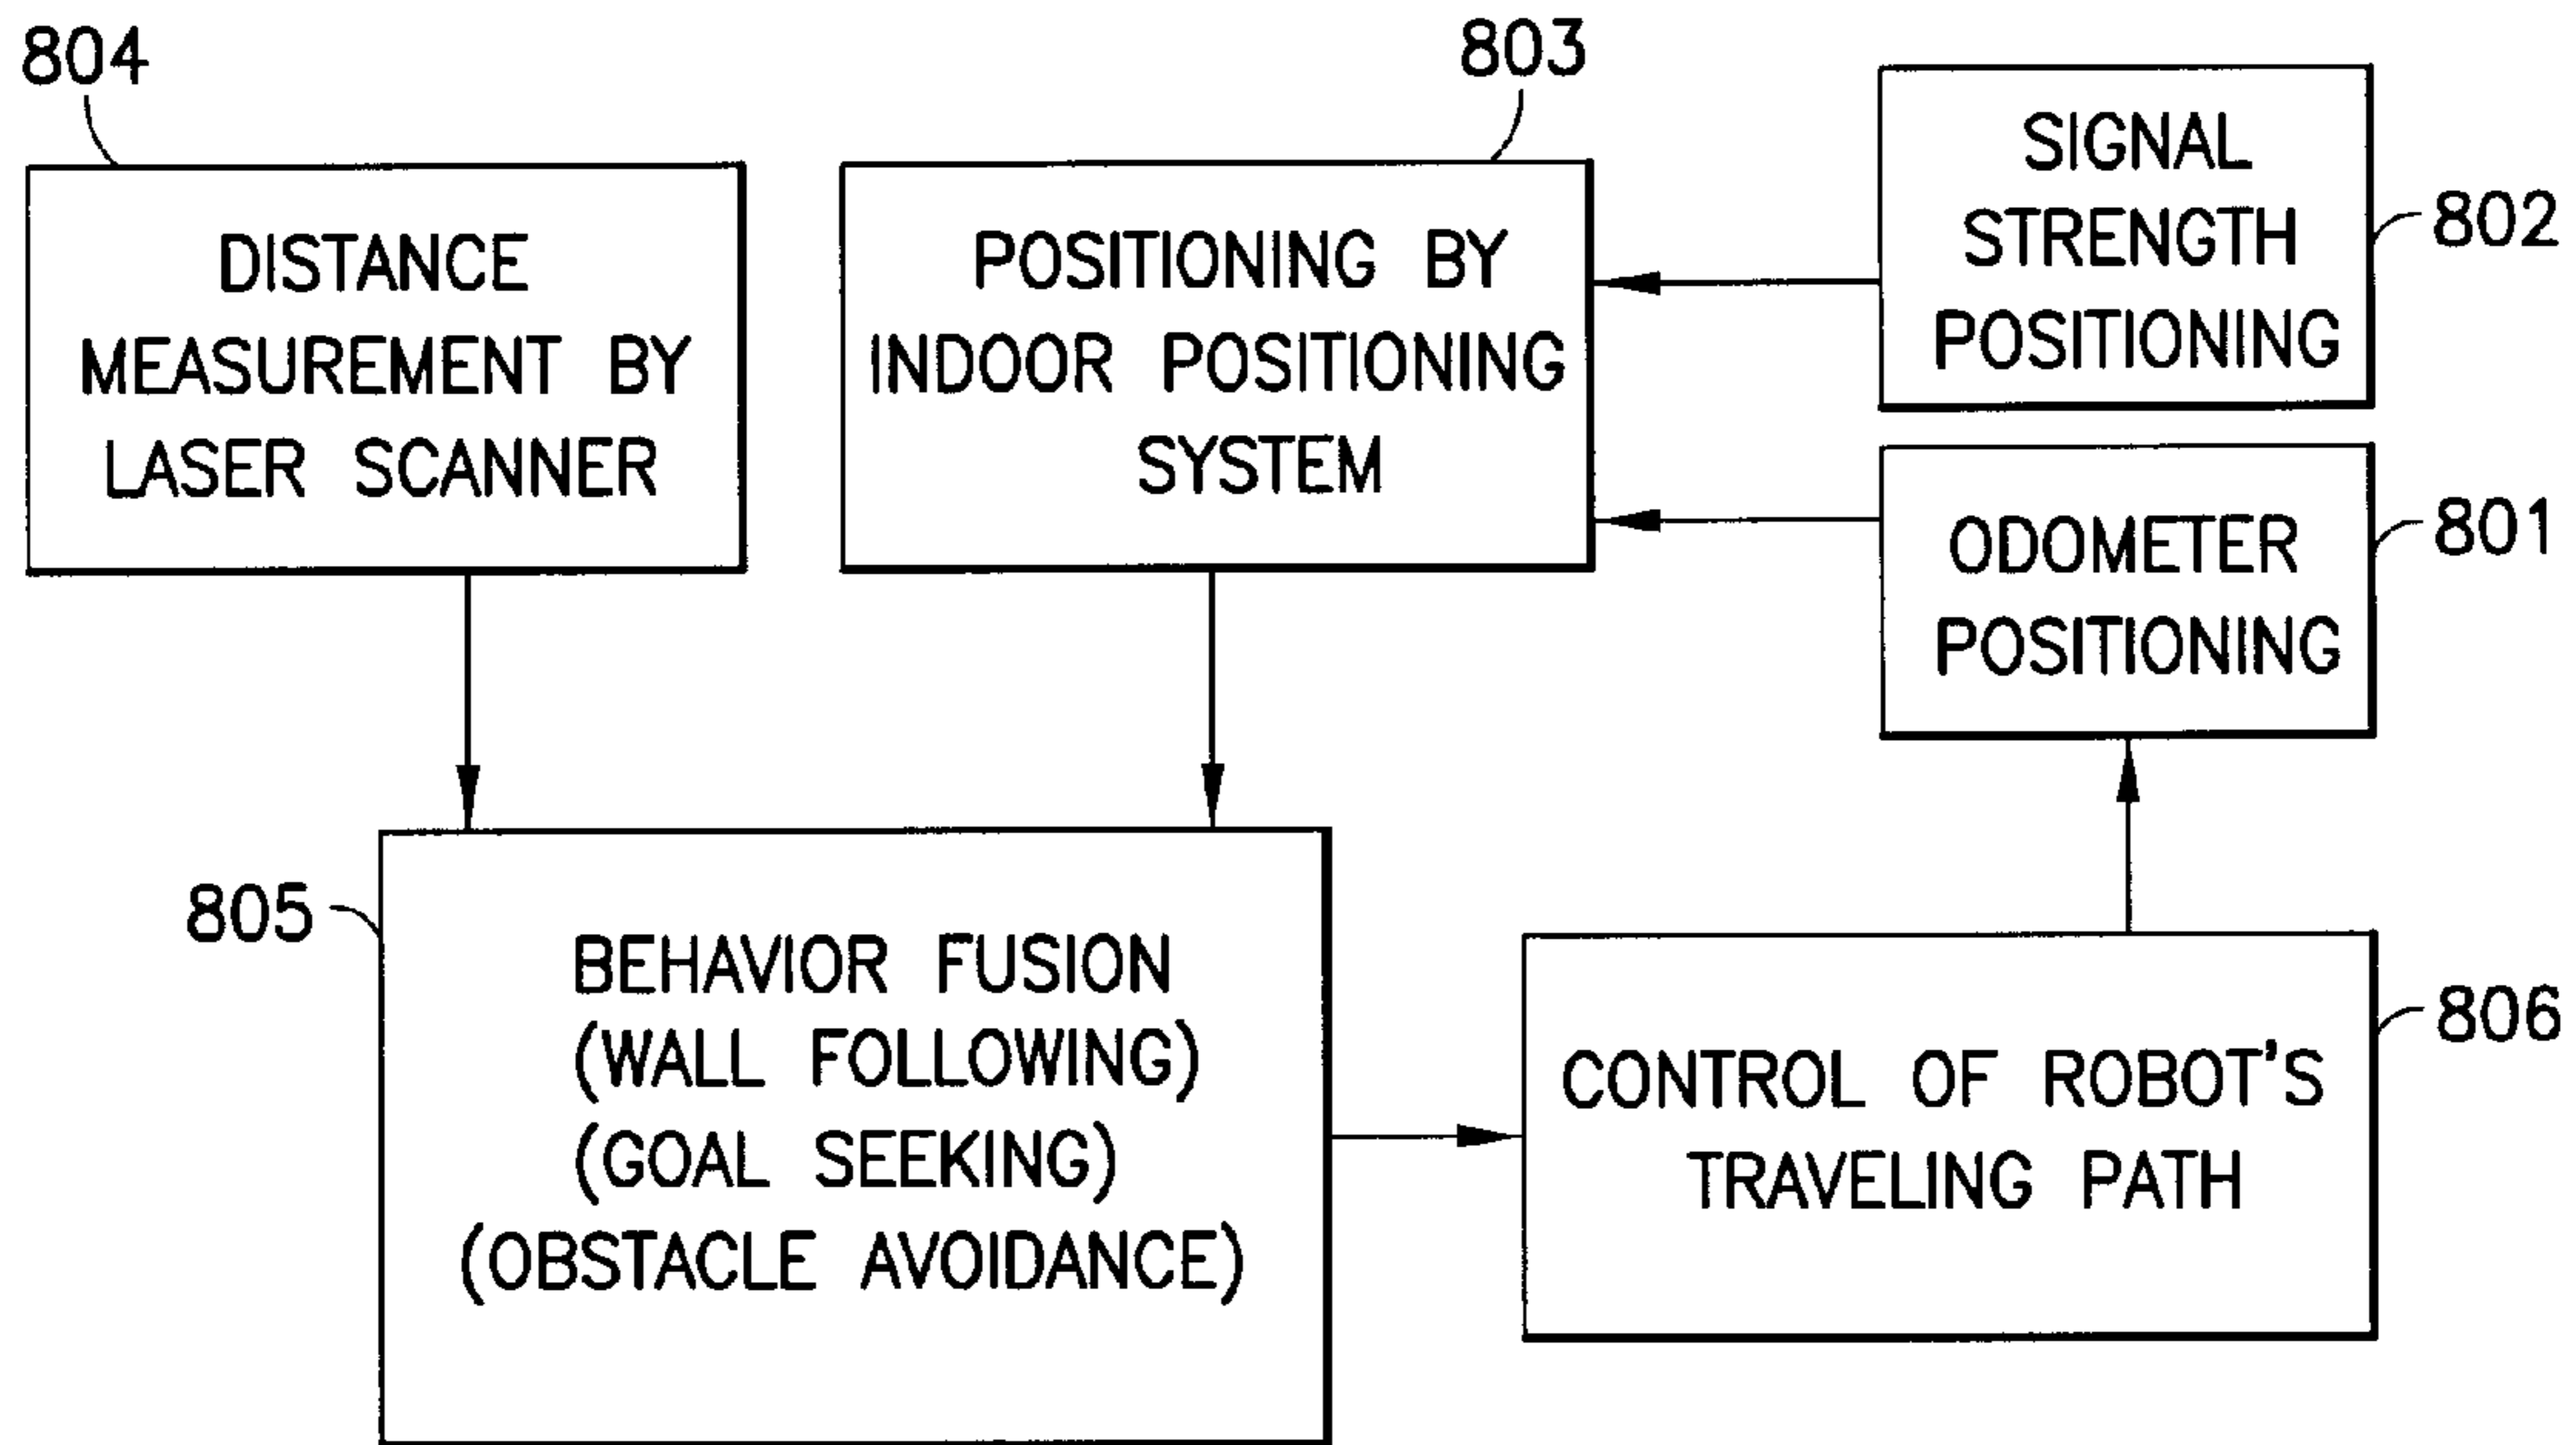 804
DISTANCE
MEASUREMENT BY
LASER SCANNER
803
POSITIONING BY
INDOOR POSITIONING
SYSTEM
SIGNAL
STRENGTH
POSITIONING
802
ODOMETER
POSITIONING
801
805
BEHAVIOR FUSION
(WALL FOLLOWING)
(GOAL SEEKING)
(OBSTACLE AVOIDANCE)
CONTROL OF ROBOT'S
TRAVELING PATH
806